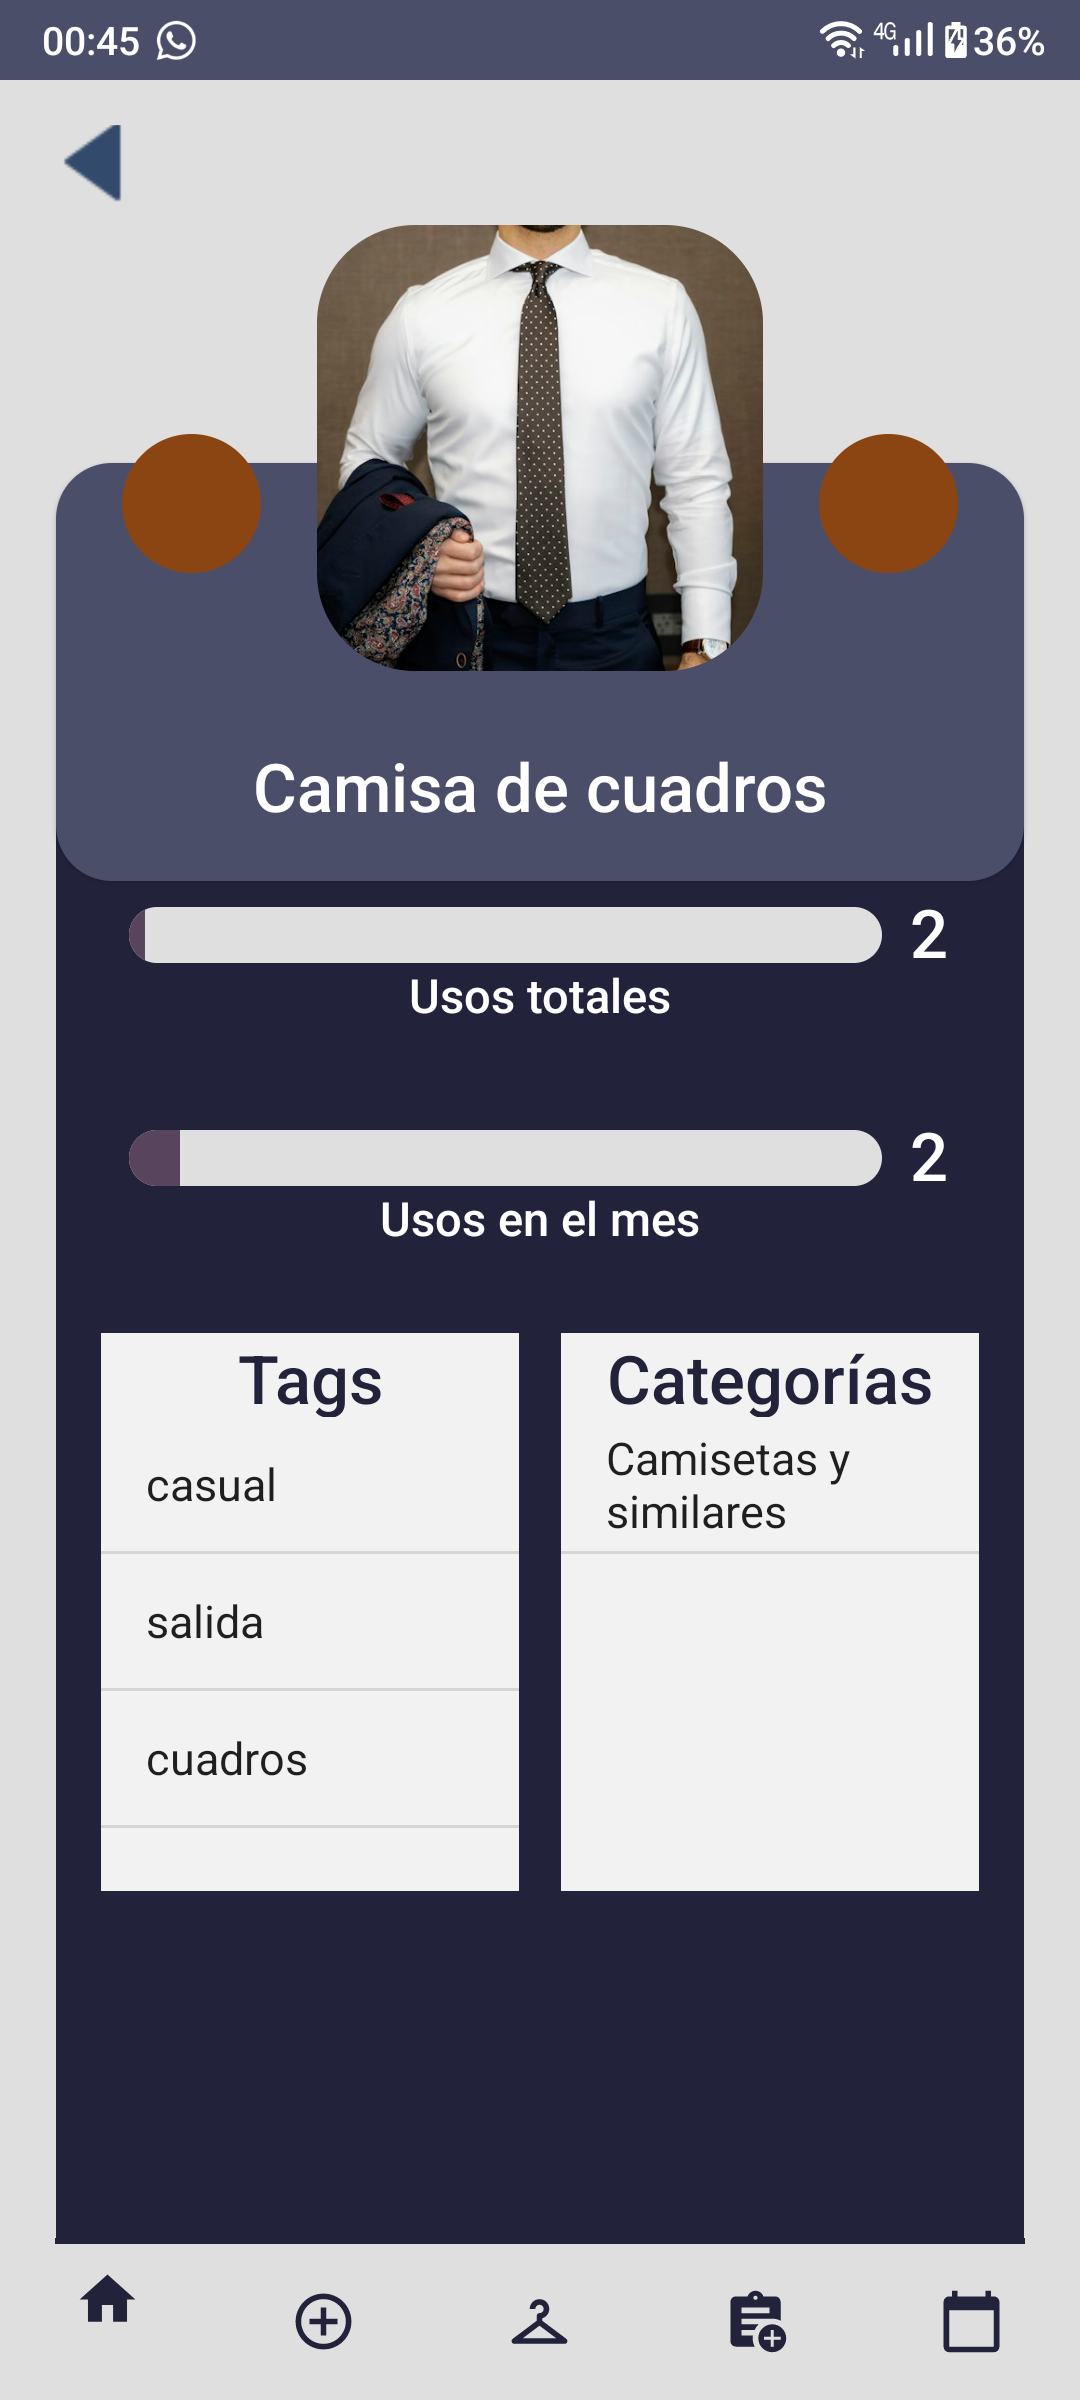 00:45
4G
36%
Camisa de cuadros
2
Usos totales
2
Usos en el mes
Tags
casual
salida
cuadros
Categorías
Camisetas y
similares